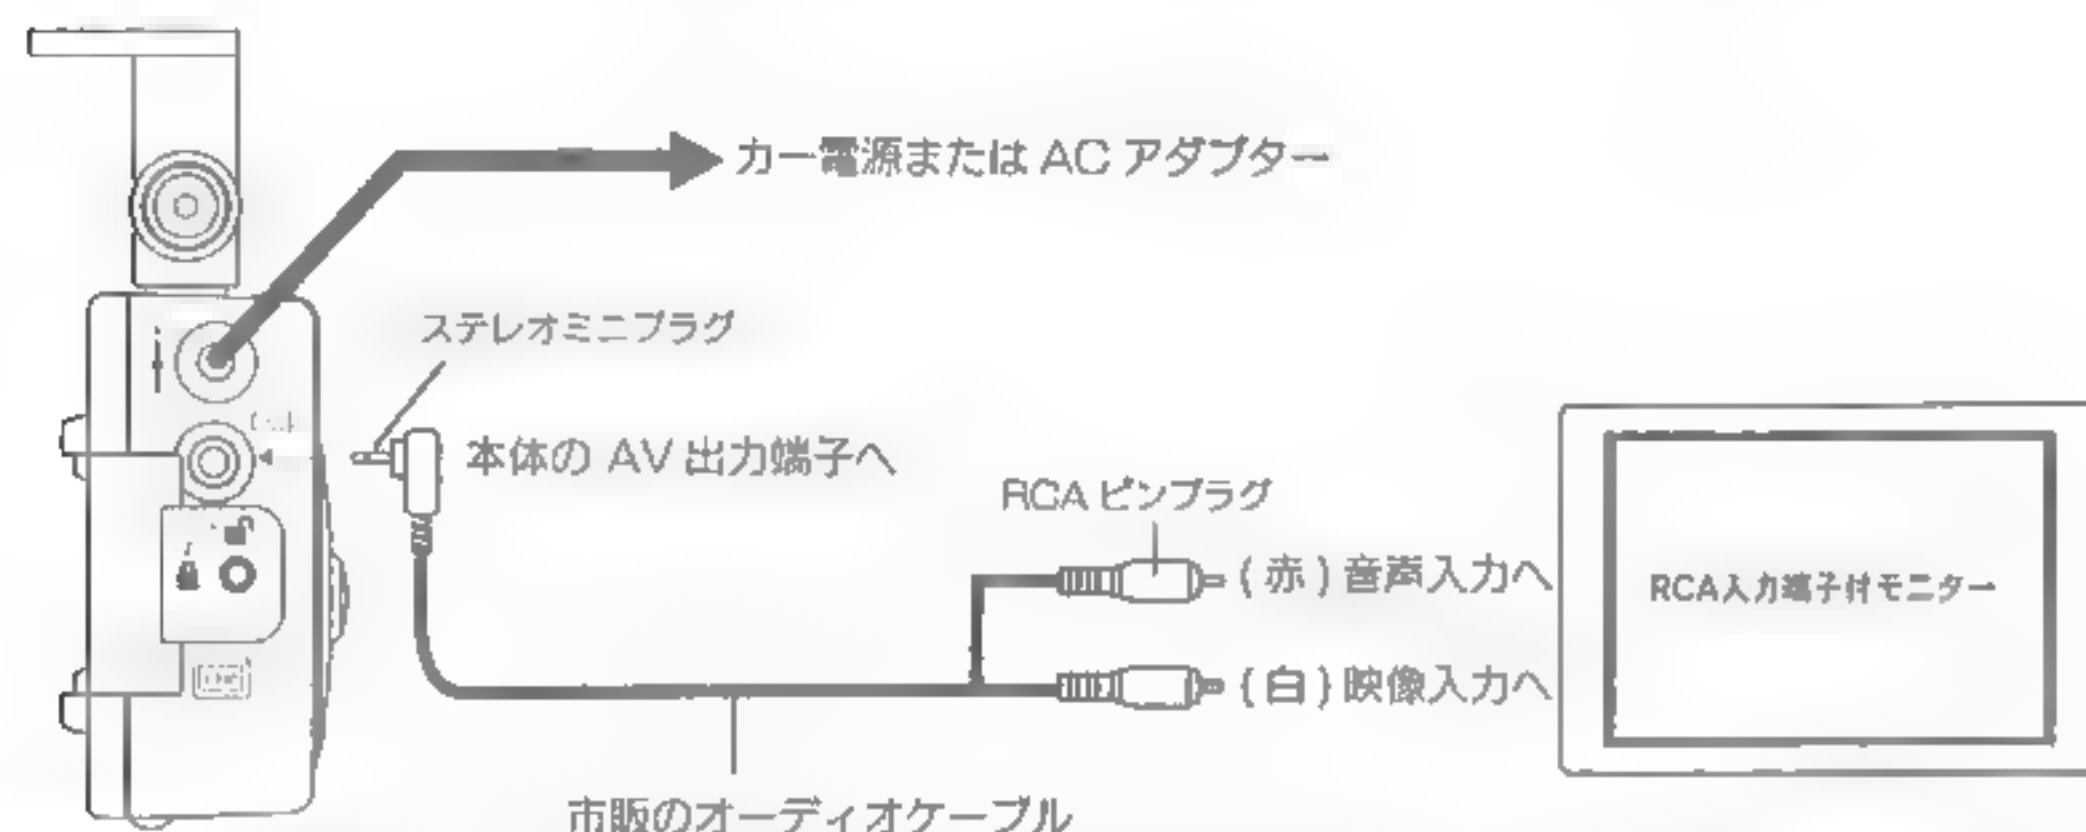 カー電源または AC アダプター
ステレオミニプラグ
本体の AV 出力端子へ
RCA ピンプラグ
(赤)音声入力へ
RCA入力端子付モニター
(白)映像入力へ
市販のオーディオケーブル